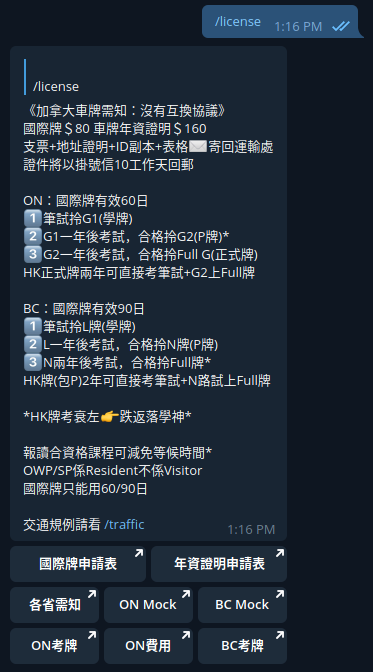 /license
1:16 PM
/license
《加拿大車牌需知：沒有互換協議》
國際牌＄80 車牌年資證明＄160
支票+地址證明+ID副本+表格✉️寄回運輸處
證件將以掛號信10工作天回郵
ON：國際牌有效60日
1️⃣筆試拎G1(學牌)
2️⃣G1一年後考試，合格拎G2(P牌)*
3️⃣G2一年後考試，合格拎Full G(正式牌)
HK正式牌兩年可直接考筆試+G2上Full牌
BC：國際牌有效90日
1️⃣筆試拎L牌(學牌)
2️⃣L一年後考試，合格拎N牌(P牌)
3️⃣N兩年後考試，合格拎Full牌*
HK牌(包P)2年可直接考筆試+N路試上Full牌
*HK牌考衰左👉跌返落學神*
報讀合資格課程可減免等候時間*
OWP/SP係Resident不係Visitor
國際牌只能用60/90日
交通規例請看 /traffic
1:16 PM
國際牌申請表
年資證明申請表
各省需知
ON Mock
BC Mock
ON考牌
ON費用
BC考牌